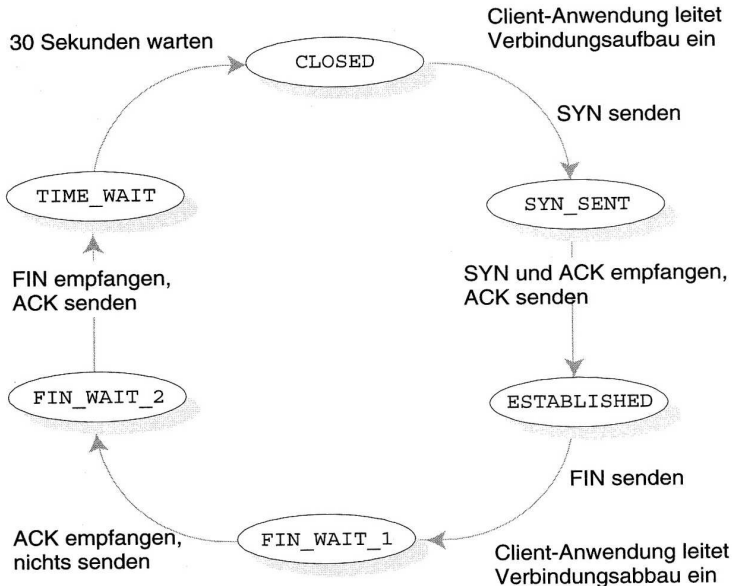 30 Sekunden warten
CLOSED
Client-Anwendung leitet
Verbindungsaufbau ein
SYN senden
TIME_WAIT
SYN_SENT
FIN empfangen,
ACK senden
SYN und ACK empfangen,
ACK senden
FIN_WAIT_2
ESTABLISHED
FIN senden
ACK empfangen,
nichts senden
FIN_WAIT_1
Client-Anwendung leitet
Verbindungsabbau ein